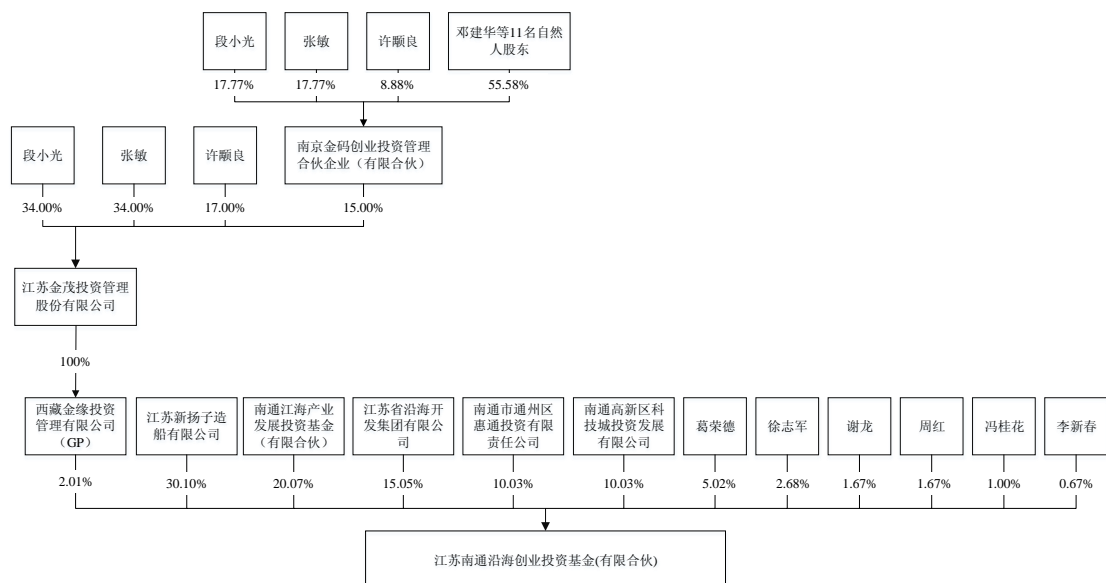 段小光
张敏
许颙良
邓建华等11名自然
人股东
17.77%
17.77%
8.88%
55.58%
段小光
张敏
许颙良
南京金码创业投资管理
合伙企业（有限合伙）
34.00%
34.00%
17.00%
15.00%
江苏金茂投资管理
股份有限公司
100%
西藏金缘投资
管理有限公司
（GP）
江苏新扬子造
船有限公司
南通江海产业
发展投资基金
（有限合伙）
江苏省沿海开
发集团有限公
司
南通市通州区
惠通投资有限
责任公司
南通高新区科
技城投资发展
有限公司
葛荣德
徐志军
谢龙
周红
冯桂花
李新春
2.01%
30.10%
20.07%
15.05%
10.03%
10.03%
5.02%
2.68%
1.67%
1.67%
1.00%
0.67%
江苏南通沿海创业投资基金(有限合伙)